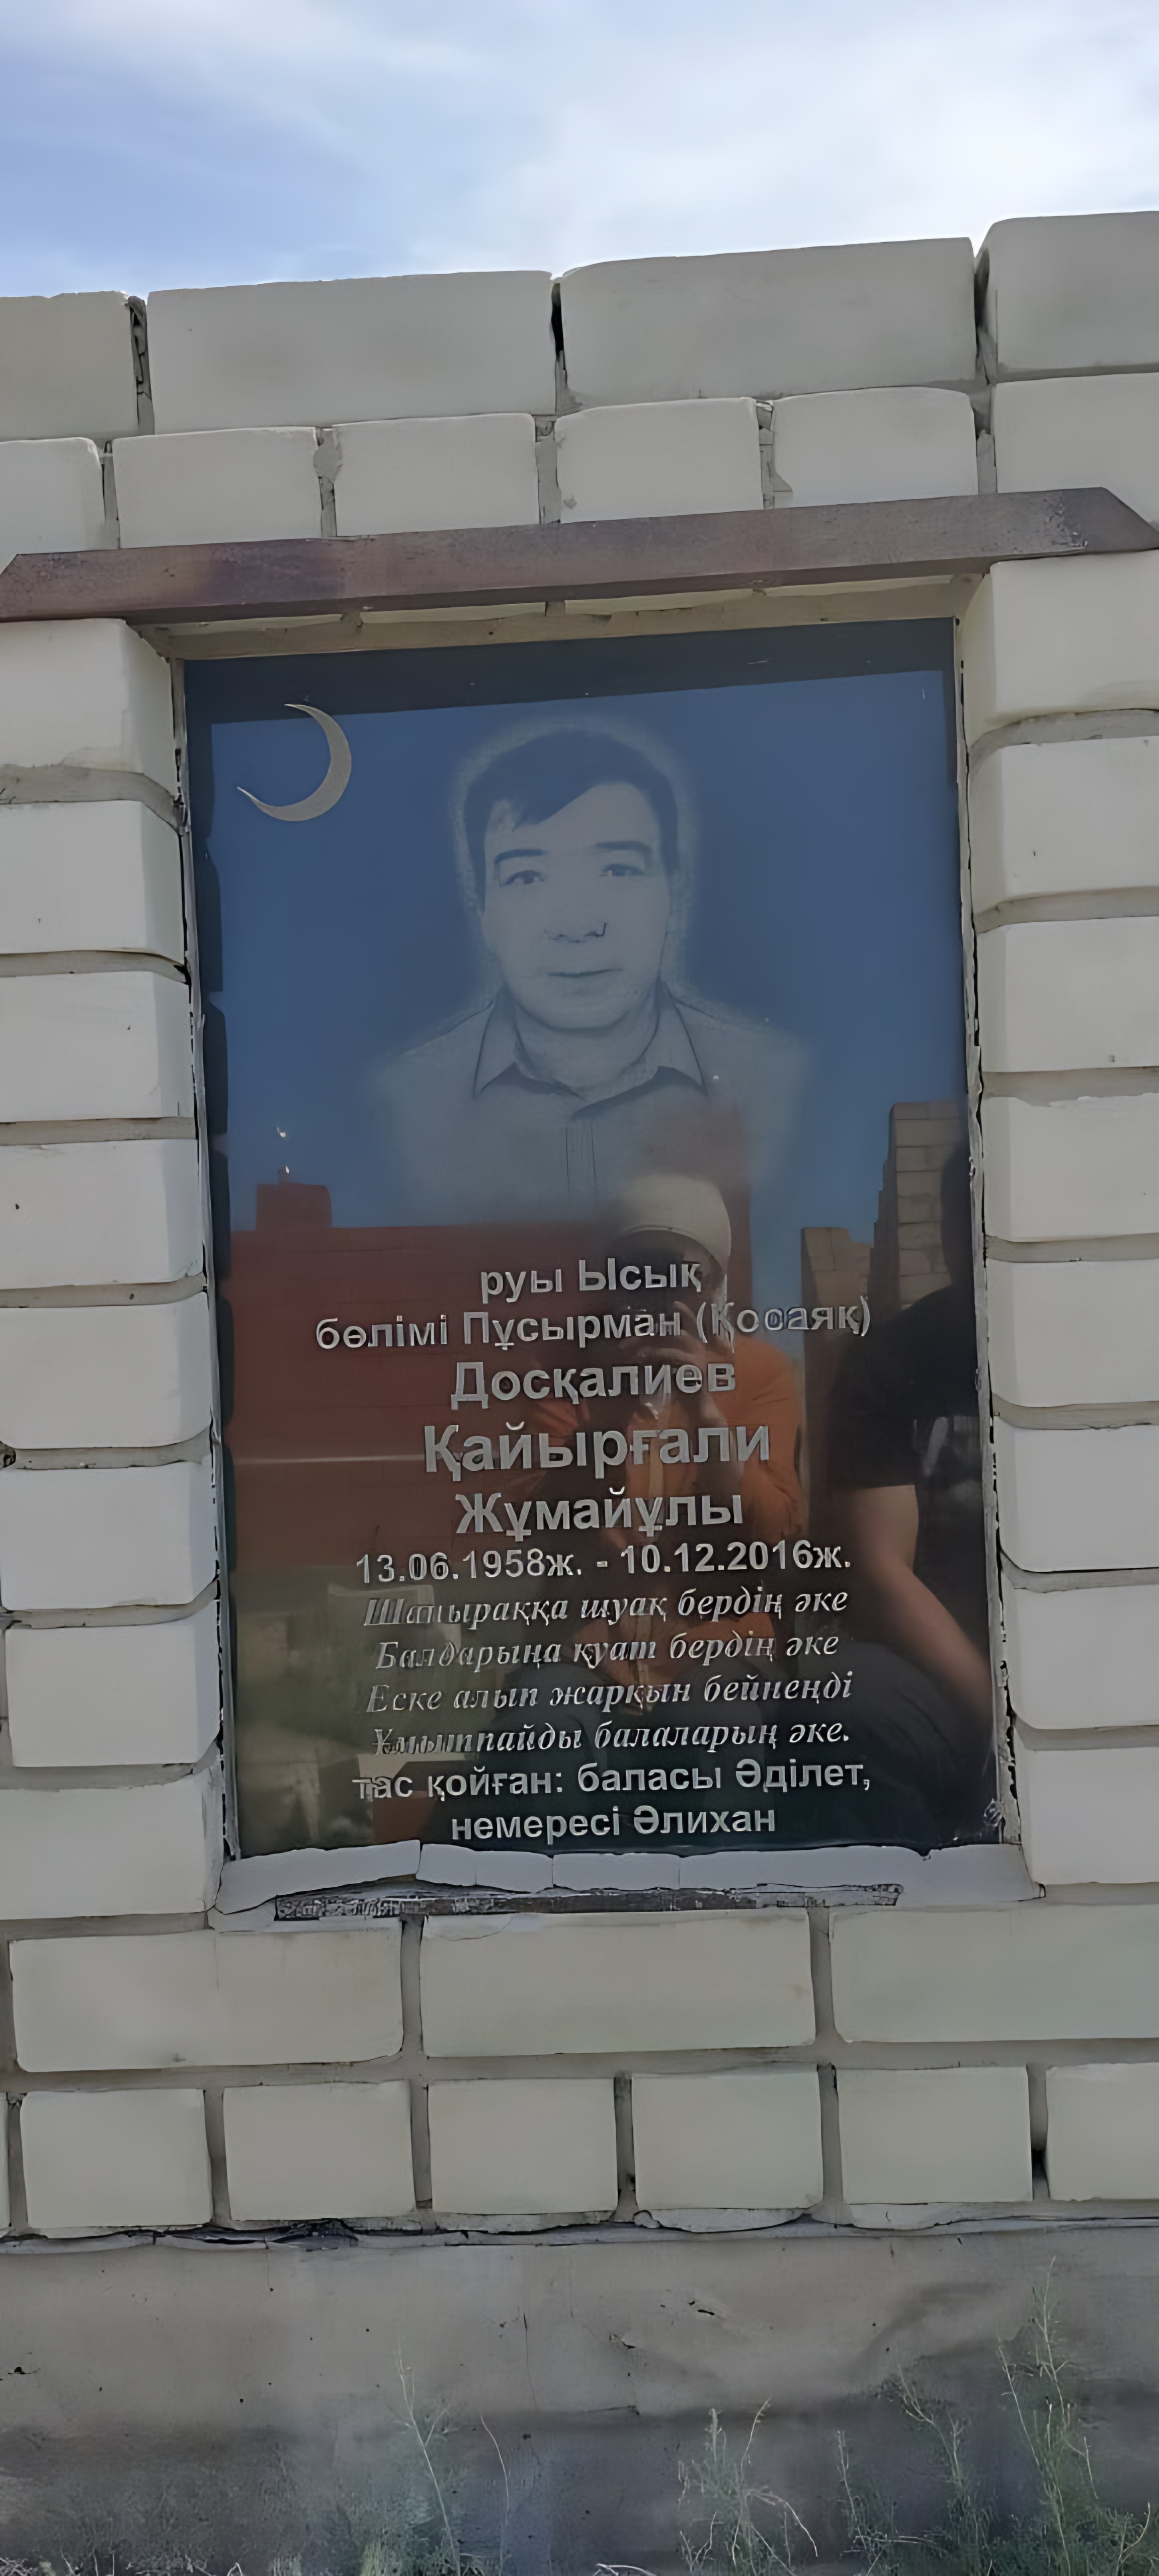 руы Ысық
бөлімі Пұсырман (Қосаяқ)
Досқалиев
Қайырғали
Жұмайұлы
13.06.1958ж. - 10.12.2016ж.
Шаңыраққа шуақ бердің әке
Балдарыңа қуат бердің әке
Еске алып жарқын бейнеңді
Ұмытпайды балаларың әке.
тас қойған: баласы Әділет,
немересі Әлихан